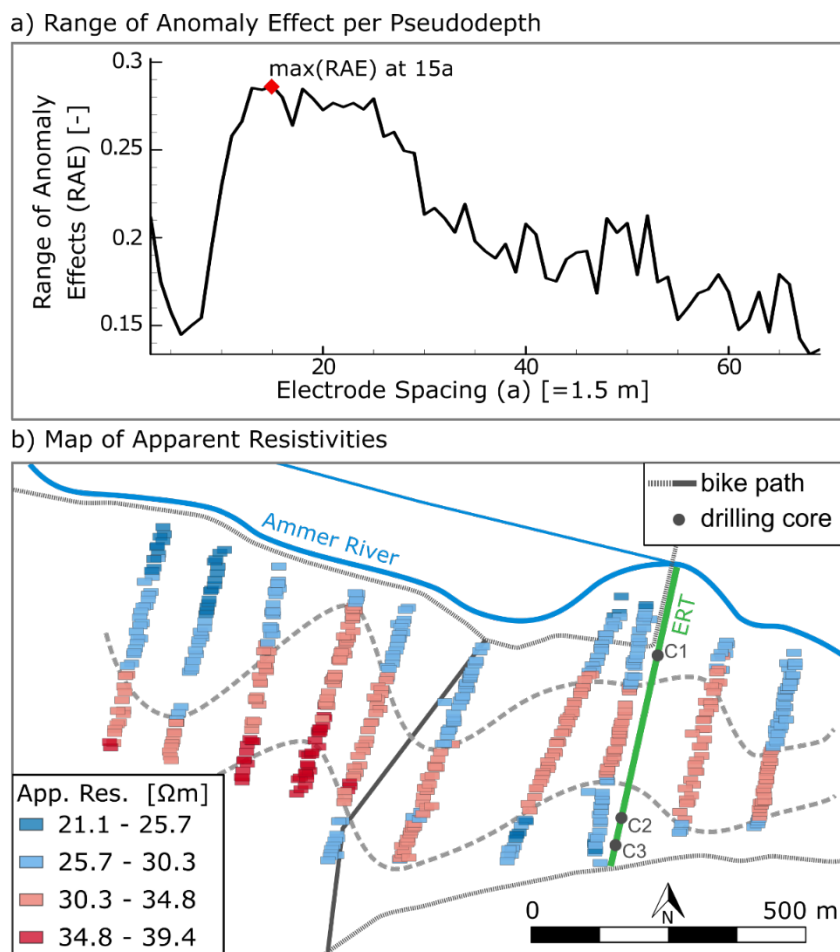 a) Range of Anomaly Effect per Pseudodepth
Range of Anomaly
Effects (RAE) [-]
0.3
0.25
0.2
0.15
max(RAE) at 15a
20
40
60
Electrode Spacing (a) [=1.5 m]
b) Map of Apparent Resistivities
bike path
drilling core
Ammer River
ERT
C1
C2
C3
App. Res. [Ωm]
21.1 - 25.7
25.7 - 30.3
30.3 - 34.8
34.8 - 39.4
N
0
500 m